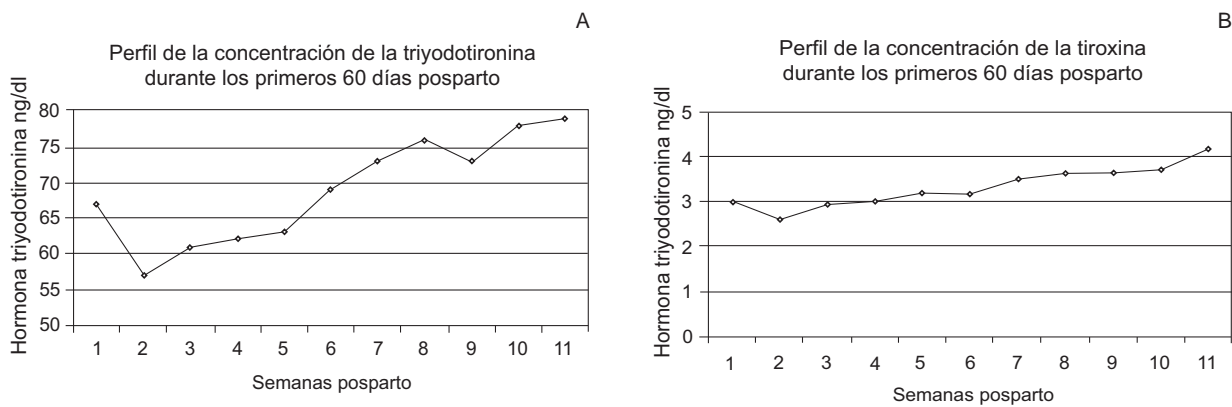 A
Perfil de la concentración de la triyodotironina
durante los primeros 60 días posparto
Hormona triyodotironina ng/dl
80
75
70
65
60
55
50
1 2 3 4 5 6 7 8 9 10 11
Semanas posparto
B
Perfil de la concentración de la tiroxina
durante los primeros 60 días posparto
Hormona triyodotironina ng/dl
5
4
3
2
1
0
1 2 3 4 5 6 7 8 9 10 11
Semanas posparto